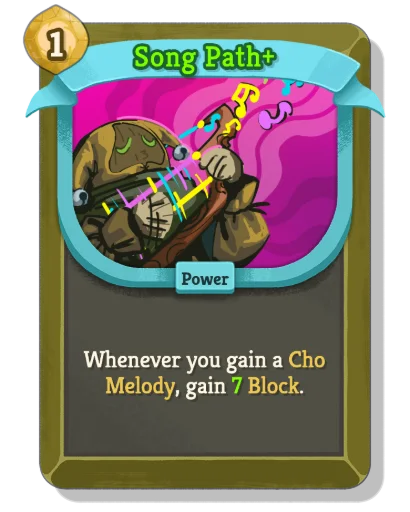 1
Song Path+
Power
Whenever you gain a Cho
Melody, gain 7 Block.